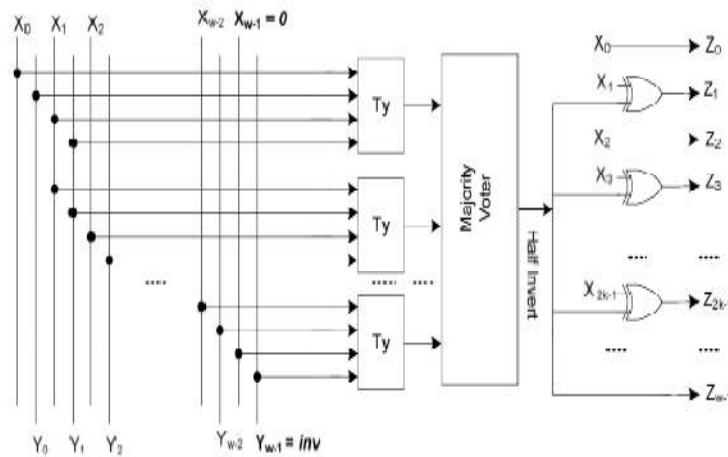 X0 X1 X2 Xw-2 Xw-1 = 0
X0 Z0
X1 Z1
Ty
X2 Z2
X3 Z3
Ty
Majority Voter
Half Invert
.... .... .... .... ....
X2k-1 Z2k-
Ty
.... ....
Zw-
Y0 Y1 Y2 Yw-2 Yw-1 = inv